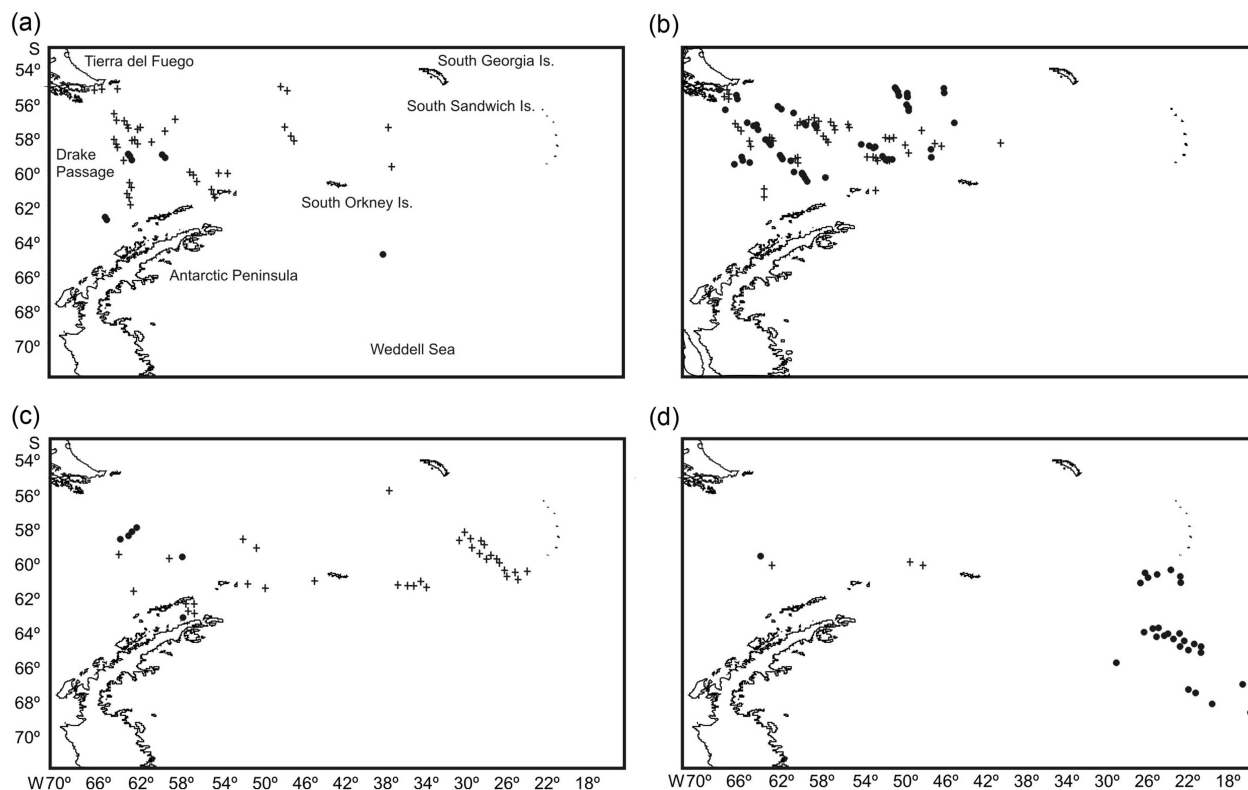 (a)
(b)
S
54º
56º
58º
60º
62º
64º
66º
68º
70º
Tierra del Fuego
South Georgia Is.
South Sandwich Is.
Drake
Passage
South Orkney Is.
Antarctic Peninsula
Weddell Sea
(c)
(d)
S
54º
56º
58º
60º
62º
64º
66º
68º
70º
W70º 66º 62º 58º 54º 50º 46º 42º 38º 34º 30º 26º 22º 18º
W70º 66º 62º 58º 54º 50º 46º 42º 38º 34º 29º 26º 22º 18º